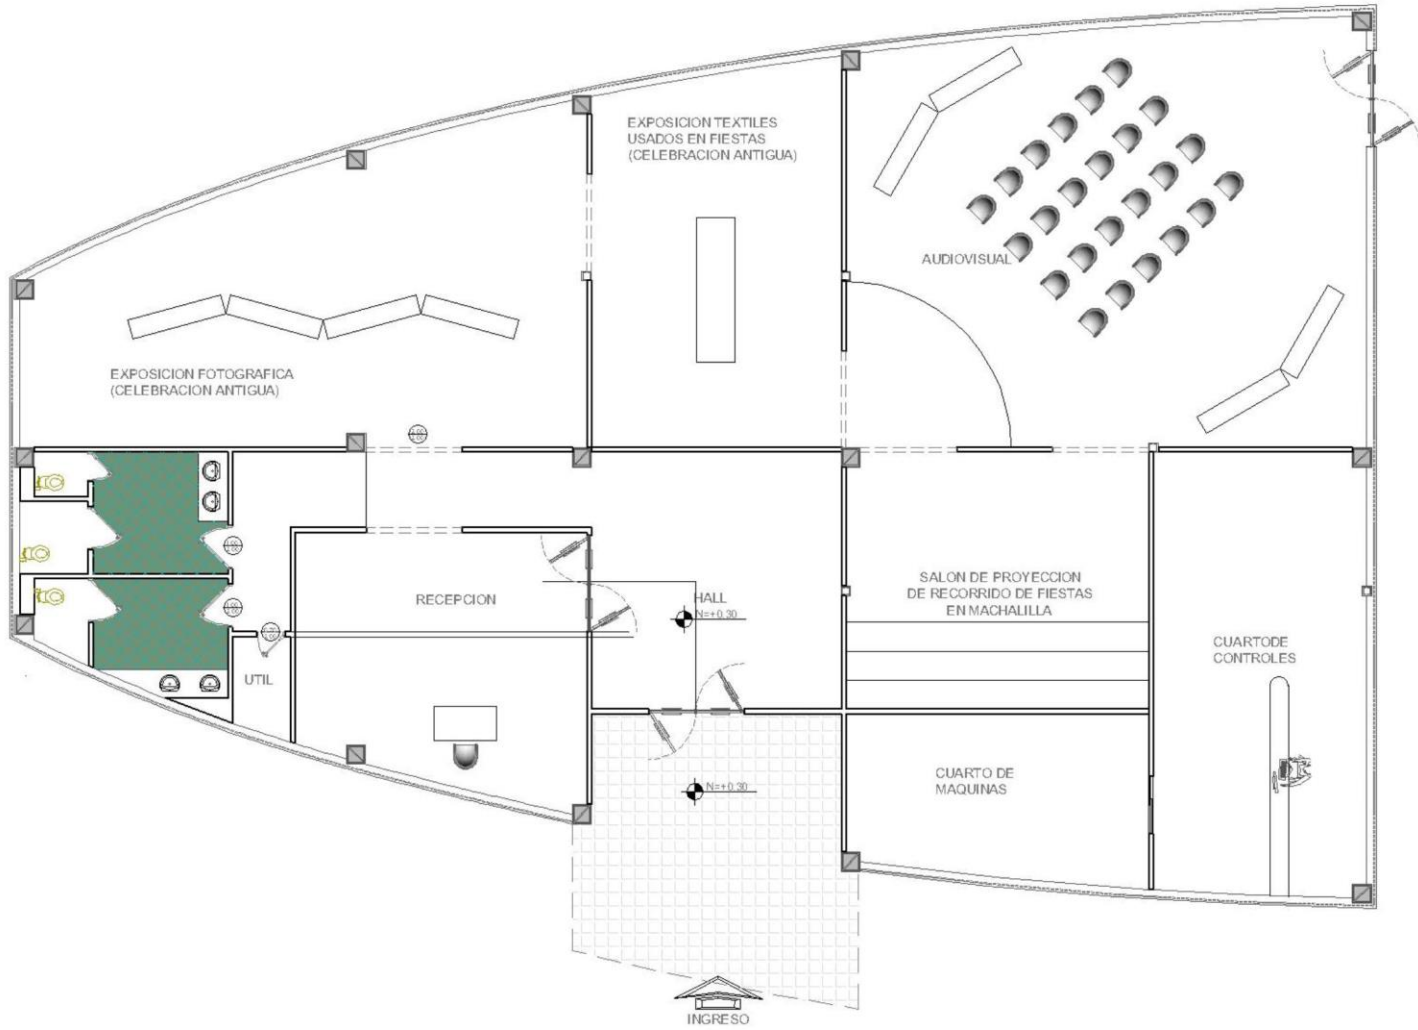 EXPOSICION TEXTILES
USADOS EN FIESTAS
(CELEBRACION ANTIGUA)
AUDIOVISUAL
EXPOSICION FOTOGRAFICA
(CELEBRACION ANTIGUA)
RECEPCION
HALL
N=+0.30
SALON DE PROYECCION
DE RECORRIDO DE FIESTAS
EN MACHALILLA
CUARTODE
CONTROLES
UTIL
CUARTO DE
MAQUINAS
N=+0.30
INGRESO